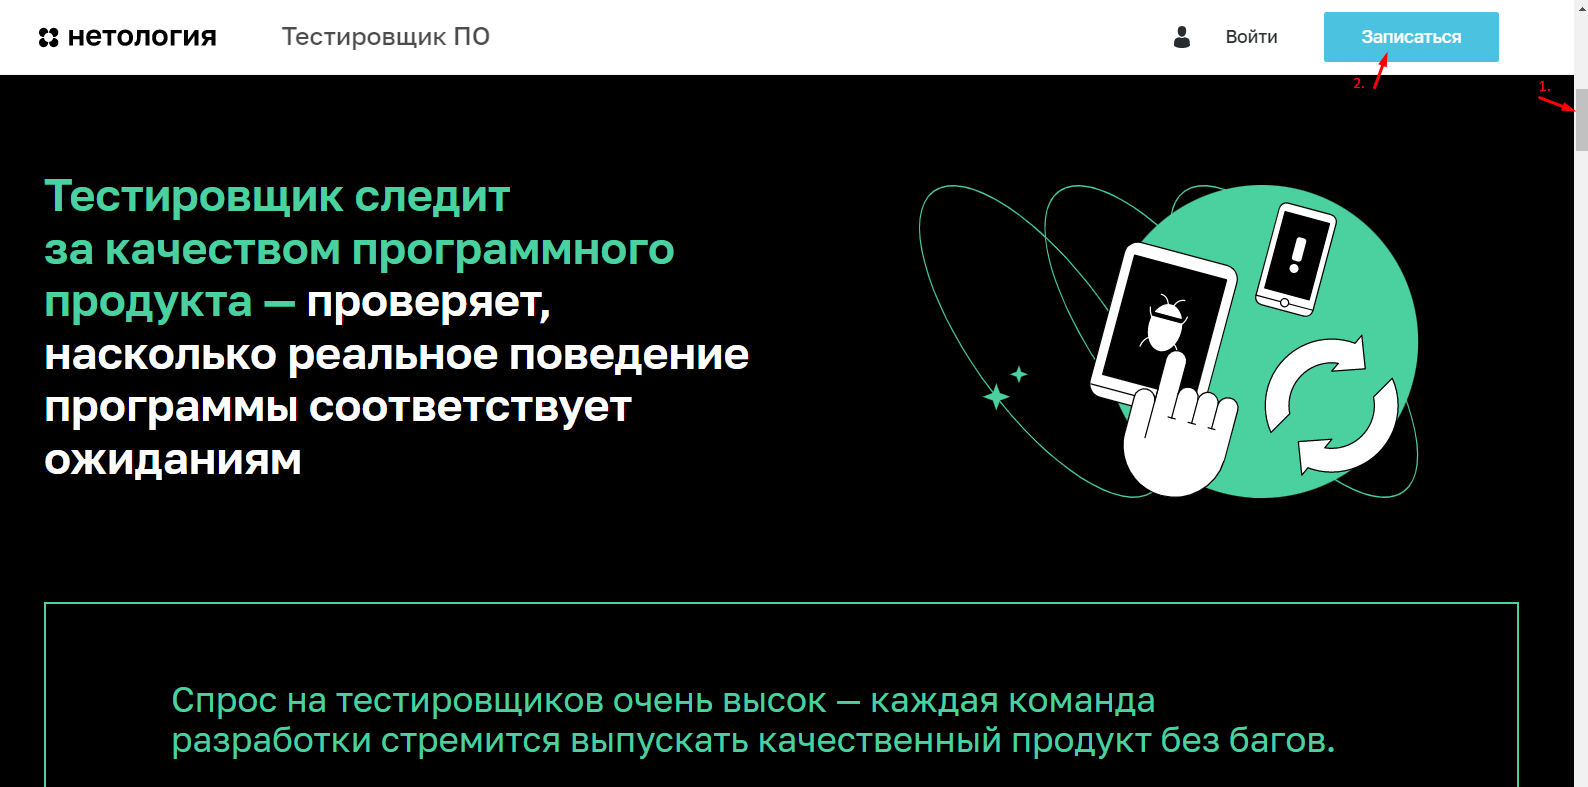 нетология
Тестировщик ПО
Войти
Записаться
2.
1.
Тестировщик следит
за качеством программного
продукта — проверяет,
насколько реальное поведение
программы соответствует
ожиданиям
Спрос на тестировщиков очень высок — каждая команда
разработки стремится выпускать качественный продукт без багов.